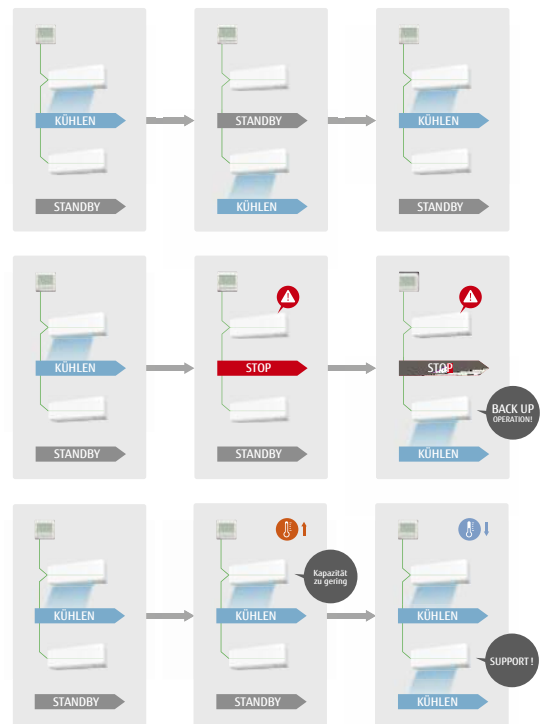 KÜHLEN
STANDBY
KÜHLEN
STANDBY
KÜHLEN
STANDBY
KÜHLEN
STOP
STOP
BACK UP
OPERATION!
STANDBY
STANDBY
KÜHLEN
Kapazität
zu gering
KÜHLEN
KÜHLEN
KÜHLEN
SUPPORT !
STANDBY
STANDBY
KÜHLEN